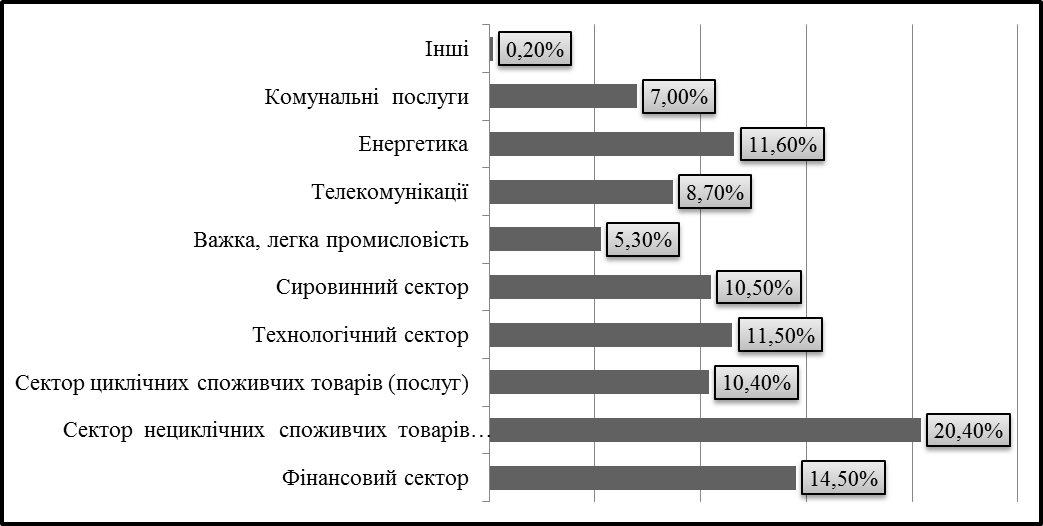 Інші 0,20%
Комунальні послуги 7,00%
Енергетика 11,60%
Телекомунікації 8,70%
Важка, легка промисловість 5,30%
Сировинний сектор 10,50%
Технологічний сектор 11,50%
Сектор циклічних споживчих товарів (послуг) 10,40%
Сектор нециклічних споживчих товарів… 20,40%
Фінансовий сектор 14,50%